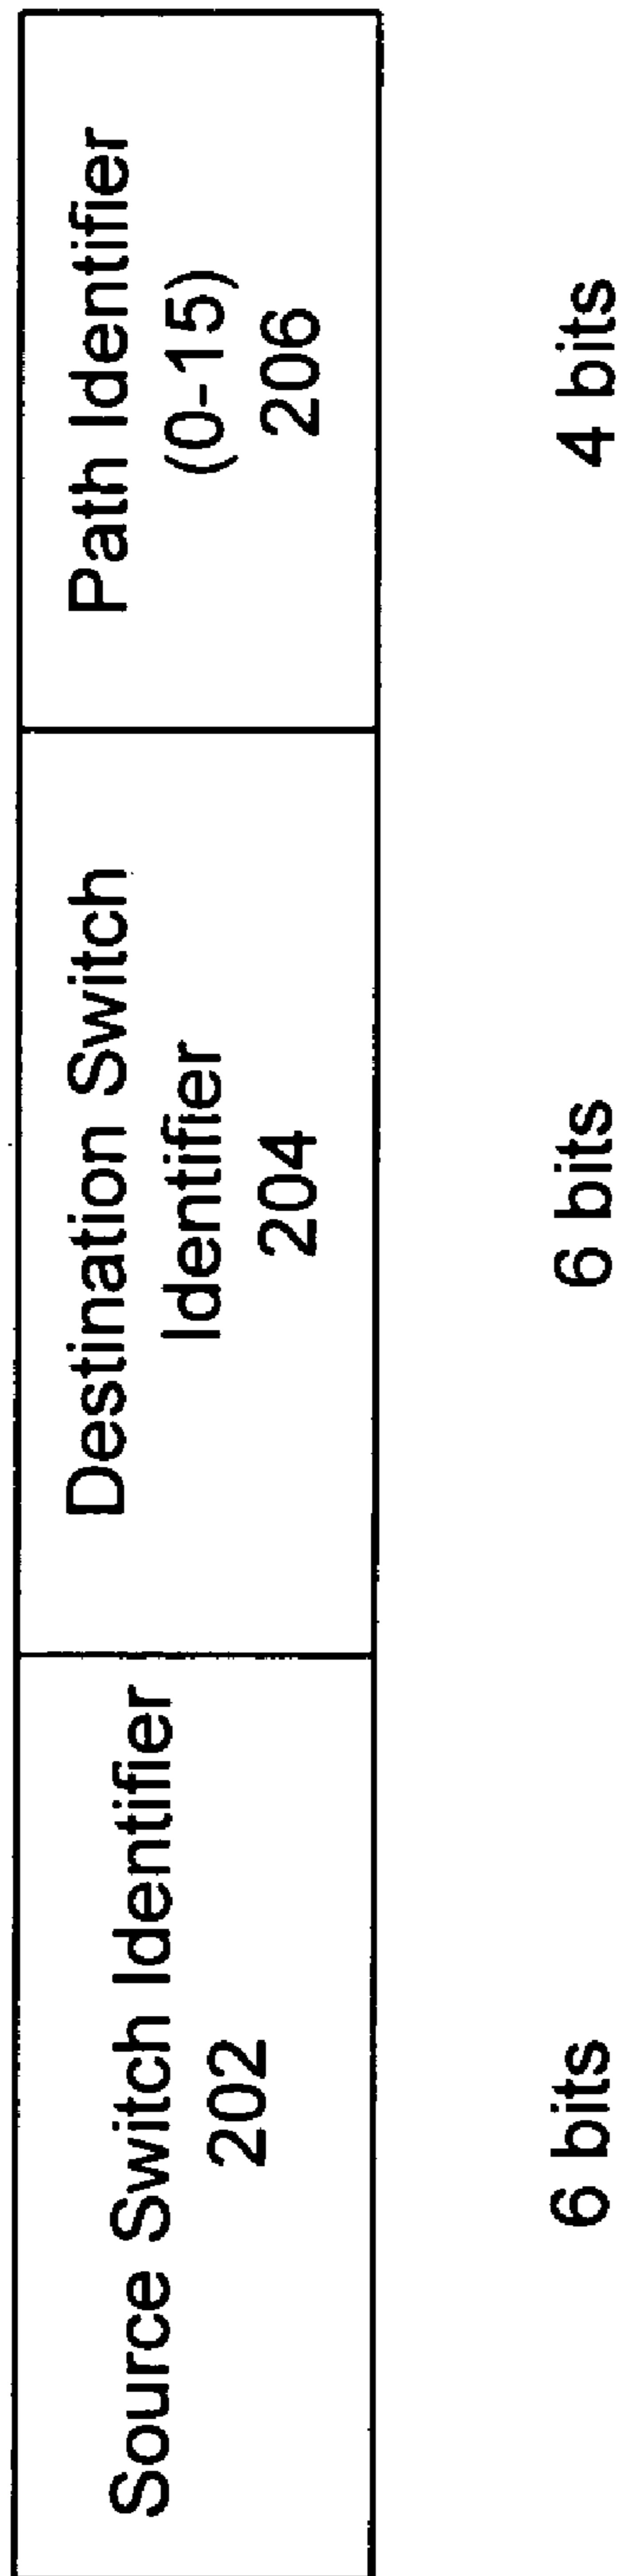 Source Switch Identifier
202
Destination Switch
Identifier
204
Path Identifier
(0-15)
206
6 bits
6 bits
4 bits